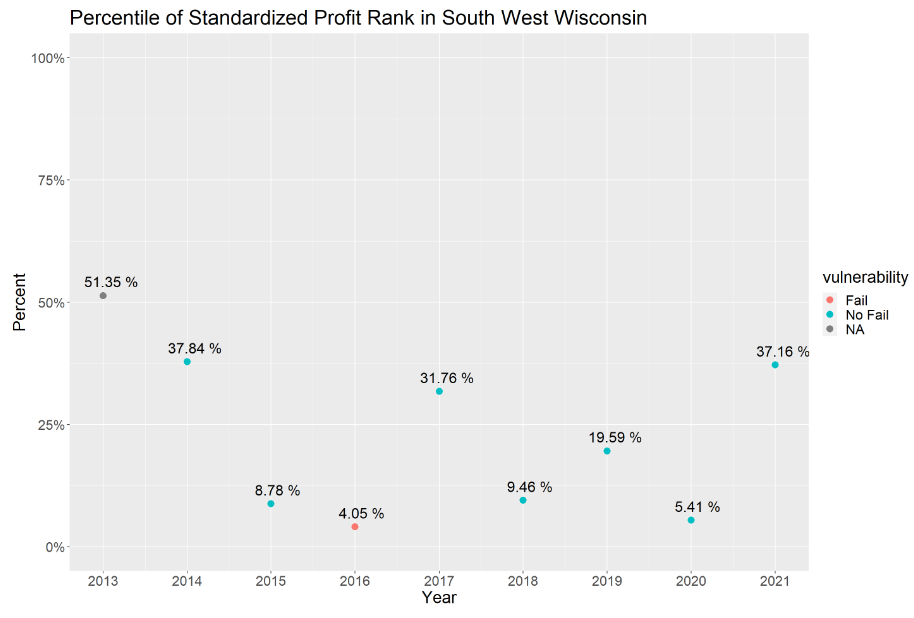 Percentile of Standardized Profit Rank in South West Wisconsin
100%
75%
50%
25%
0%
Percent
51.35 %
37.84 %
8.78 %
4.05 %
31.76 %
9.46 %
19.59 %
5.41 %
37.16 %
2013 2014 2015 2016 2017 2018 2019 2020 2021
Year
vulnerability
Fail
No Fail
NA